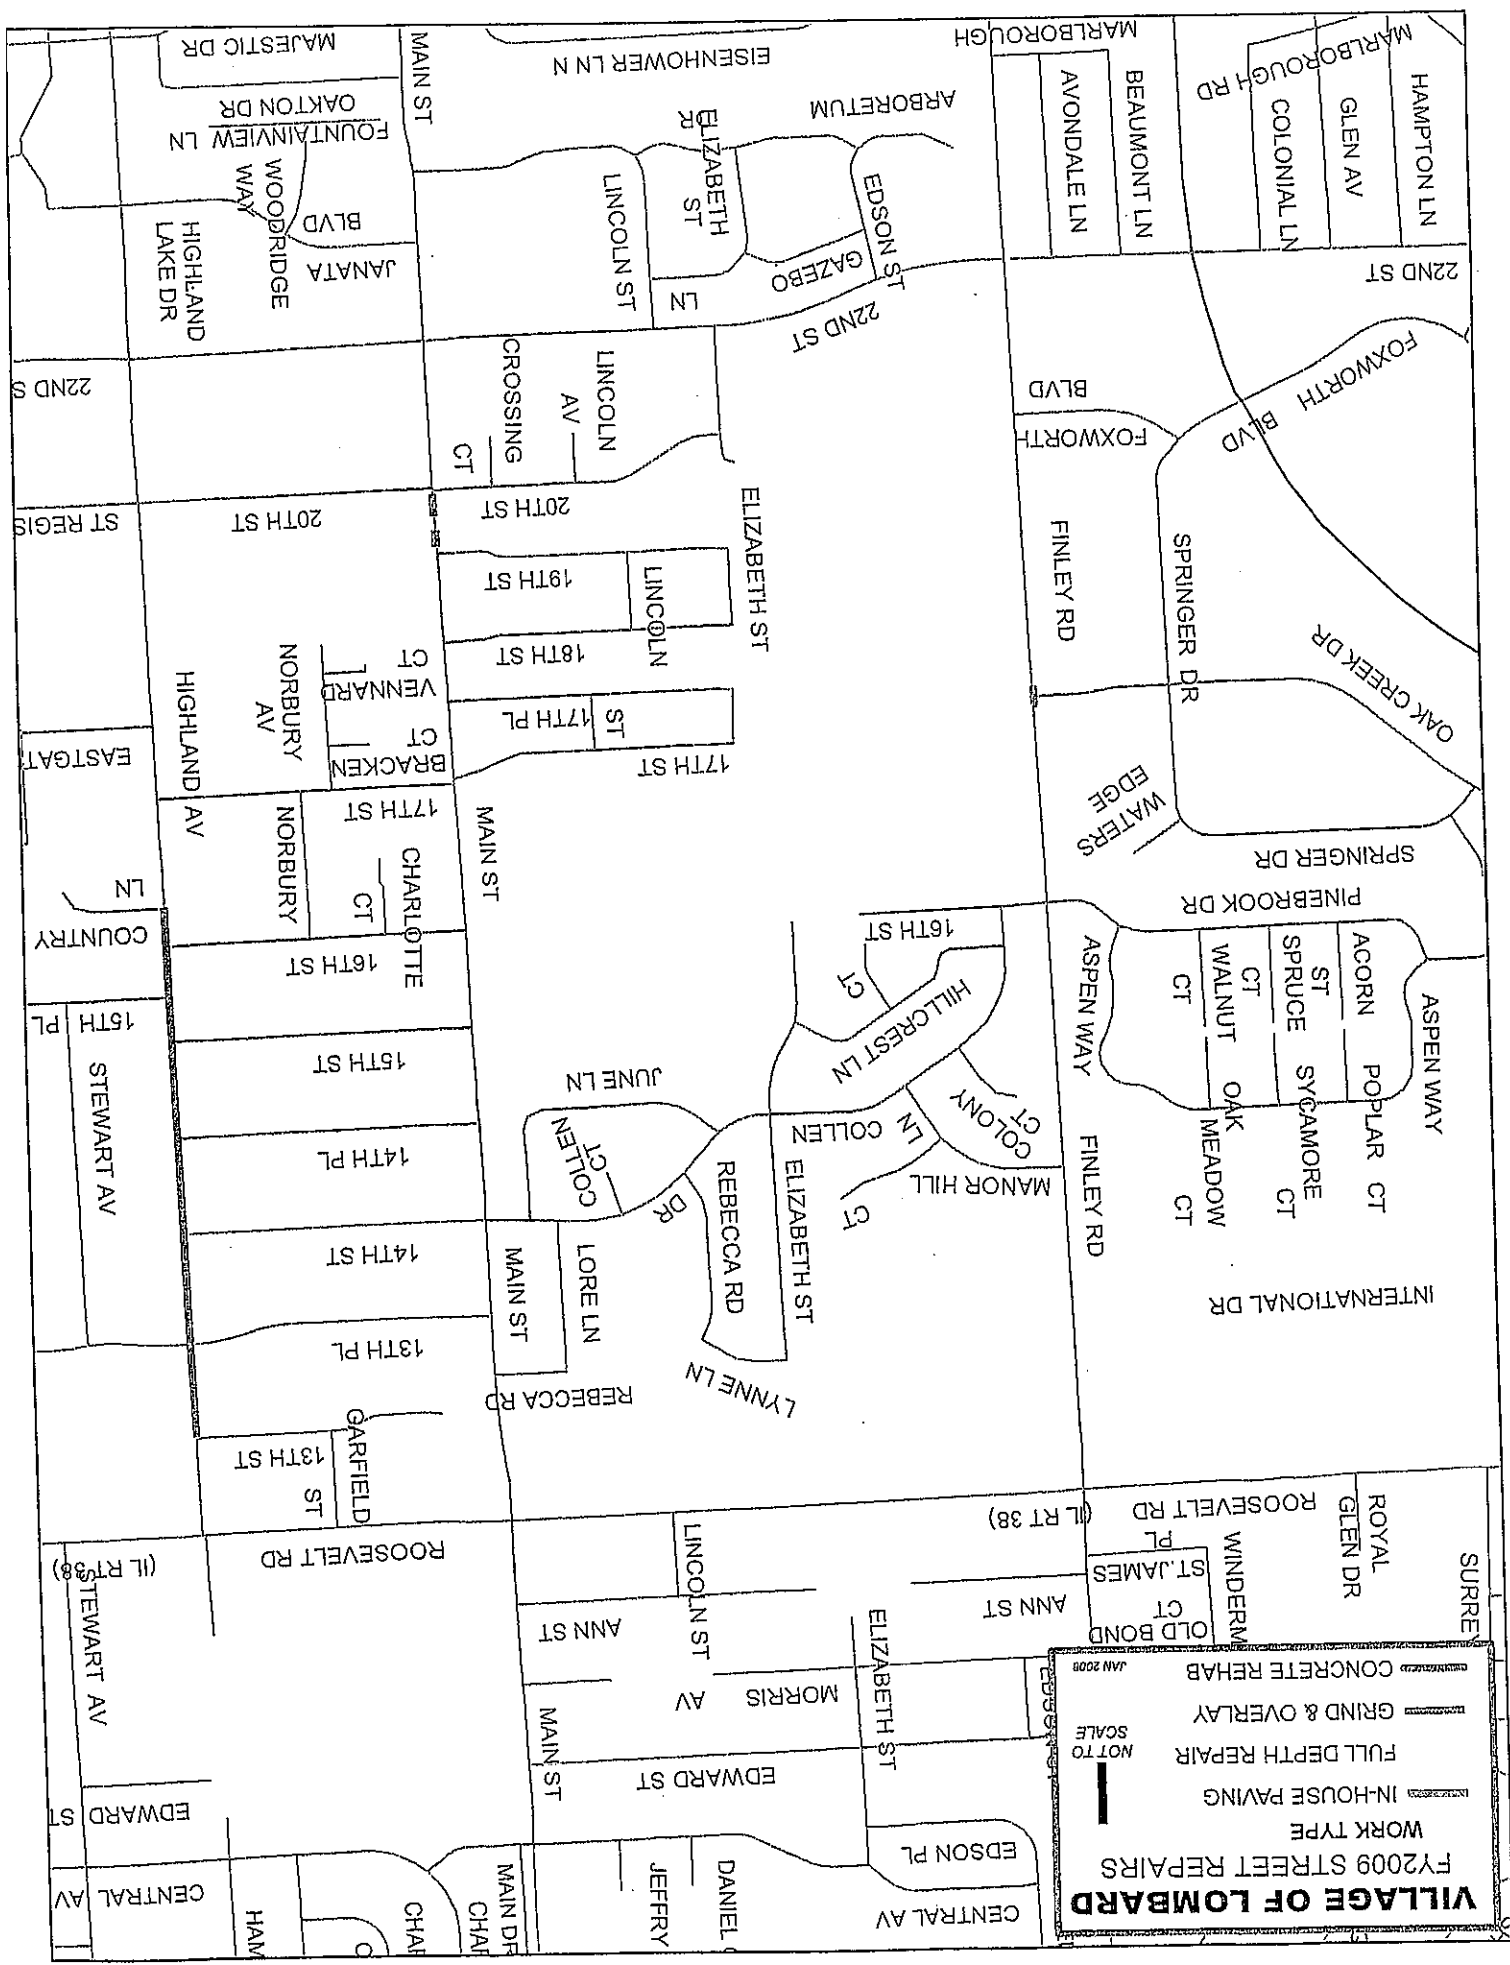 VILLAGE OF LOMBARD
FY2009 STREET REPAIRS
WORK TYPE
IN-HOUSE PAVING
FULL DEPTH REPAIR
GRIND & OVERLAY
CONCRETE REHAB
NOT TO
SCALE
JAN 2008
CENTRAL AV
DANIEL
JEFFRY
MAIN DR
CHAR
CHAR
HAM
CENTRAL AV
EDSON PL
EDWARD ST
EDWARD ST
MAIN ST
ELIZABETH ST
MORRIS AV
STEWART AV
OLD BOND
CT
ST.JAMES
PL
ANN ST
ANN ST
LINCOLN ST
SURREY
WINDERM
ROYAL
GLEN DR
ROOSEVELT RD
(IL RT 38)
ROOSEVELT RD
(IL RT 38)
GARFIELD
ST
13TH ST
LYNNE LN
REBECCA RD
13TH PL
INTERNATIONAL DR
FINLEY RD
ELIZABETH ST
REBECCA RD
LORE LN
MAIN ST
14TH ST
STEWART AV
MANOR HILL
CT
LN
COLONY
CT
COLLEN
DR
COLLEN
CT
14TH PL
JUNE LN
HILLCREST LN
CT
15TH ST
15TH PL
ASPEN WAY
POPLAR CT
SYCAMORE
CT
OAK
MEADOW
CT
ACORN
ST
SPRUCE
CT
WALNUT
CT
ASPEN WAY
16TH ST
16TH ST
CHARLOTTE
CT
COUNTRY
LN
PINEBROOK DR
SPRINGER DR
WATERS
EDGE
MAIN ST
NORBURY
17TH ST
HIGHLAND AV
17TH ST
17TH PL
ST
BRACKEN
CT
VENNARD
CT
NORBURY
AV
EASTGAT
OAK CREEK DR
SPRINGER DR
FINLEY RD
ELIZABETH ST
18TH ST
LINCOLN
19TH ST
20TH ST
20TH ST
ST REGIS
FOXWORTH
BLVD
FOXWORTH
BLVD
LINCOLN
AV
CROSSING
CT
22ND S
22ND ST
22ND ST
EDSON ST
GAZEBO
LN
LINCOLN ST
ELIZABETH
ST
JANATA
BLVD
WOODRIDGE
WAY
HIGHLAND
LAKE DR
HAMPTON LN
GLEN AV
COLONIAL LN
BEAUMONT LN
AVONDALE LN
ARBORETUM
DR
FOUNTAINVIEW LN
OAKTON DR
MARLBOROUGH RD
MARLBOROUGH
EISENHOWER LN N
MAIN ST
MAJESTIC DR